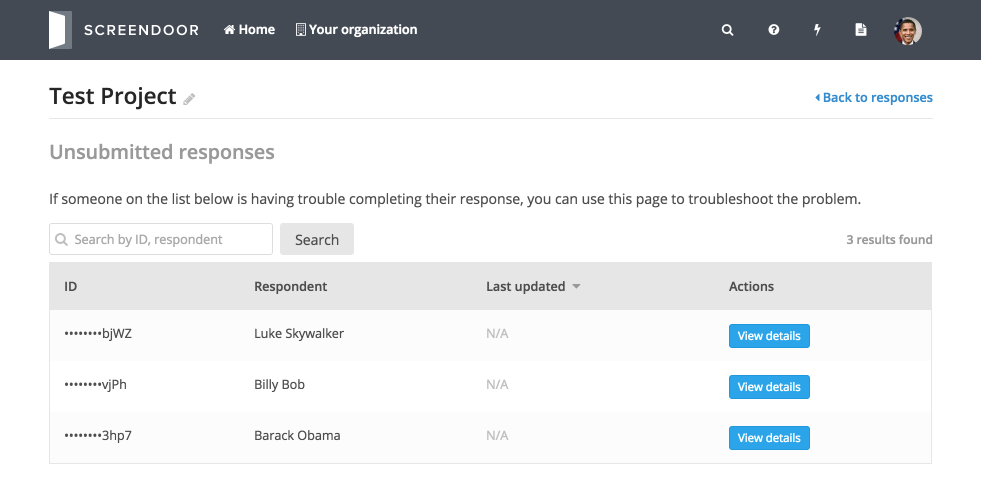 SCREENDOOR Home Your organization
Test Project Back to responses
Unsubmitted responses
If someone on the list below is having trouble completing their response, you can use this page to troubleshoot the problem.
Search by ID, respondent Search 3 results found
ID Respondent Last updated Actions
••••••••bjWZ Luke Skywalker N/A View details
••••••••vjPh Billy Bob N/A View details
••••••••3hp7 Barack Obama N/A View details